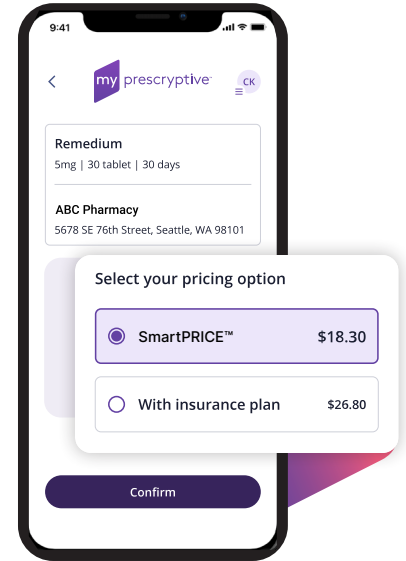 9:41
my prescryptive
CK
Remedium
5mg | 30 tablet | 30 days
ABC Pharmacy
5678 SE 76th Street, Seattle, WA 98101
Select your pricing option
SmartPRICE™ $18.30
With insurance plan $26.80
Confirm